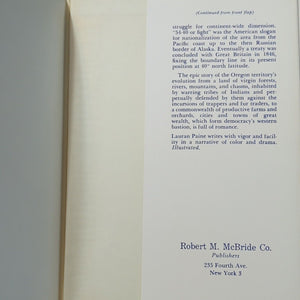 (Continued from front flap)
struggle for continent-wide dimension.
"54-40 or fight" was the American slogan
for nationalization of the area from the
Pacific coast up to the then Russian
border of Alaska. Eventually a treaty was
concluded with Great Britain in 1846,
fixing the boundary line in its present
position at 49° north latitude.
The epic story of the Oregon territory's
evolution from a land of virgin forests,
rivers, mountains, and chasms, inhabited
by warring tribes of Indians and per-
petually defended by them against the
incursions of trappers and fur traders, to
a commonwealth of productive farms and
orchards, cities and towns of great
wealth, which form democracy's western
bastion, is full of romance.
Lauran Paine writes with vigor and facil-
ity in a narrative of color and drama.
Illustrated.
Robert M. McBride Co.
Publishers
235 Fourth Ave.
New York 3